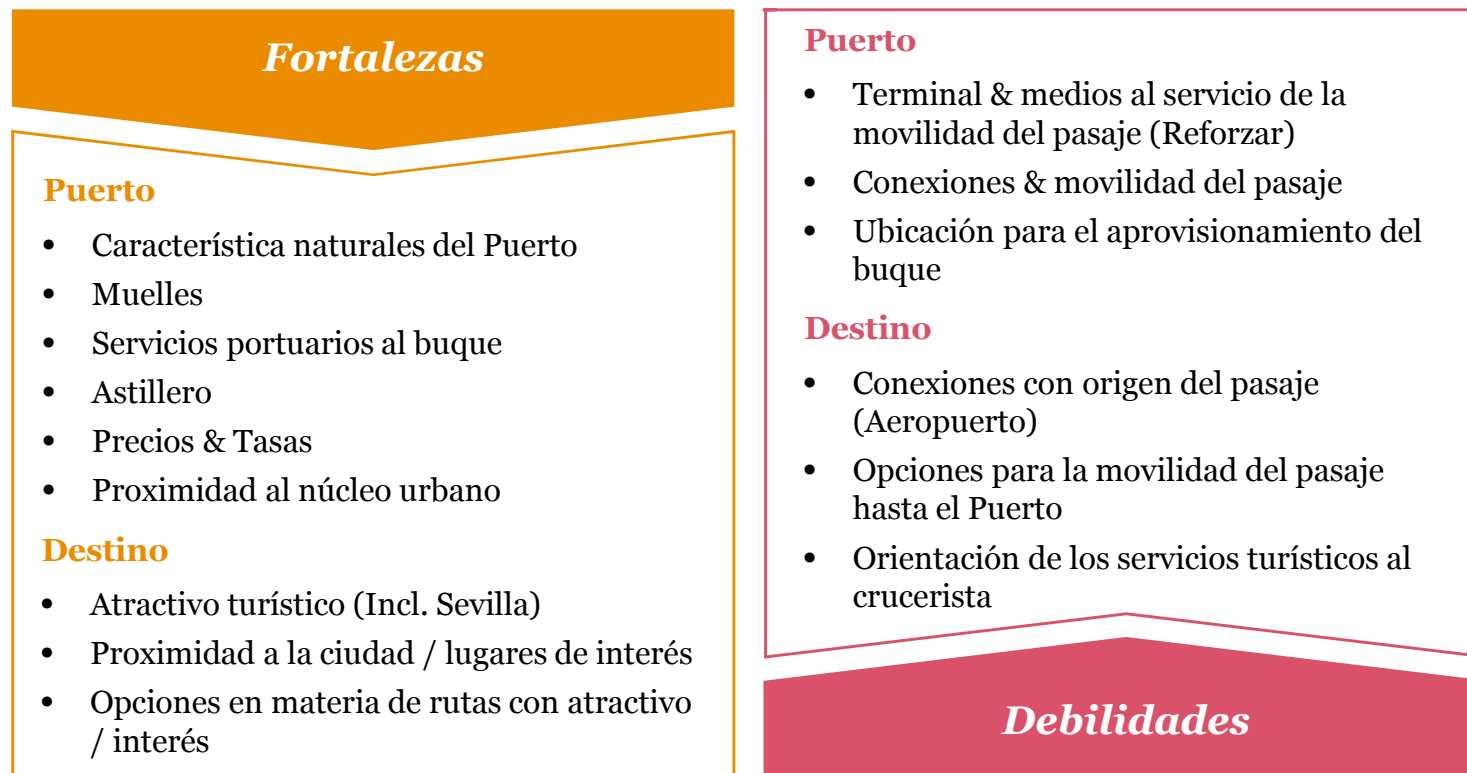 Fortalezas
Puerto
• Característica naturales del Puerto
• Muelles
• Servicios portuarios al buque
• Astillero
• Precios & Tasas
• Proximidad al núcleo urbano
Destino
• Atractivo turístico (Incl. Sevilla)
• Proximidad a la ciudad / lugares de interés
• Opciones en materia de rutas con atractivo
/ interés
Puerto
• Terminal & medios al servicio de la
movilidad del pasaje (Reforzar)
• Conexiones & movilidad del pasaje
• Ubicación para el aprovisionamiento del
buque
Destino
• Conexiones con origen del pasaje
(Aeropuerto)
• Opciones para la movilidad del pasaje
hasta el Puerto
• Orientación de los servicios turísticos al
crucerista
Debilidades